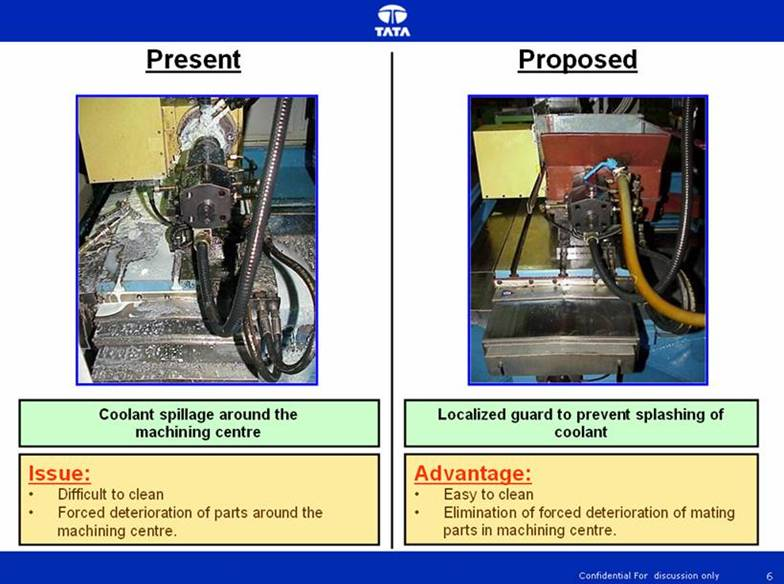 TATA
Present
Proposed
Coolant spillage around the
machining centre
Localized guard to prevent splashing of
coolant
Issue:
• Difficult to clean
• Forced deterioration of parts around the
machining centre.
Advantage:
• Easy to clean
• Elimination of forced deterioration of mating
parts in machining centre.
Confidential For discussion only
6